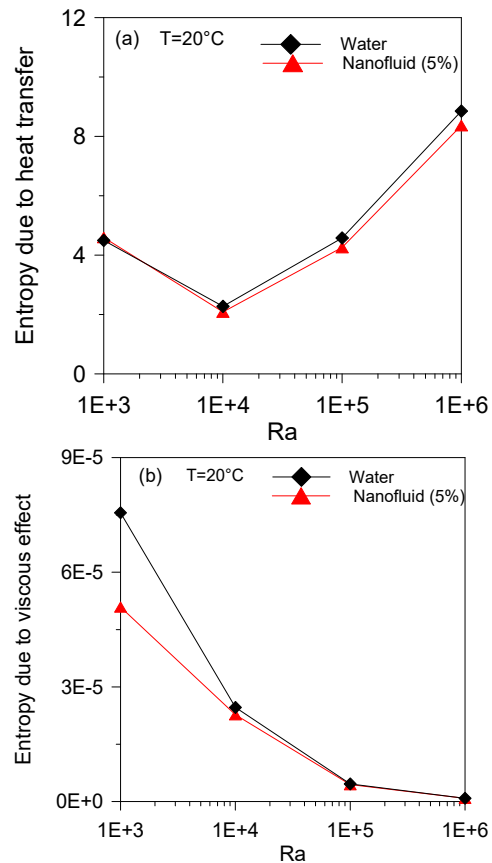 (a) T=20°C
Water
Nanofluid (5%)
Entropy due to heat transfer
12
8
4
0
1E+3 1E+4 1E+5 1E+6
Ra
(b) T=20°C
Water
Nanofluid (5%)
Entropy due to viscous effect
9E-5
6E-5
3E-5
0E+0
1E+3 1E+4 1E+5 1E+6
Ra